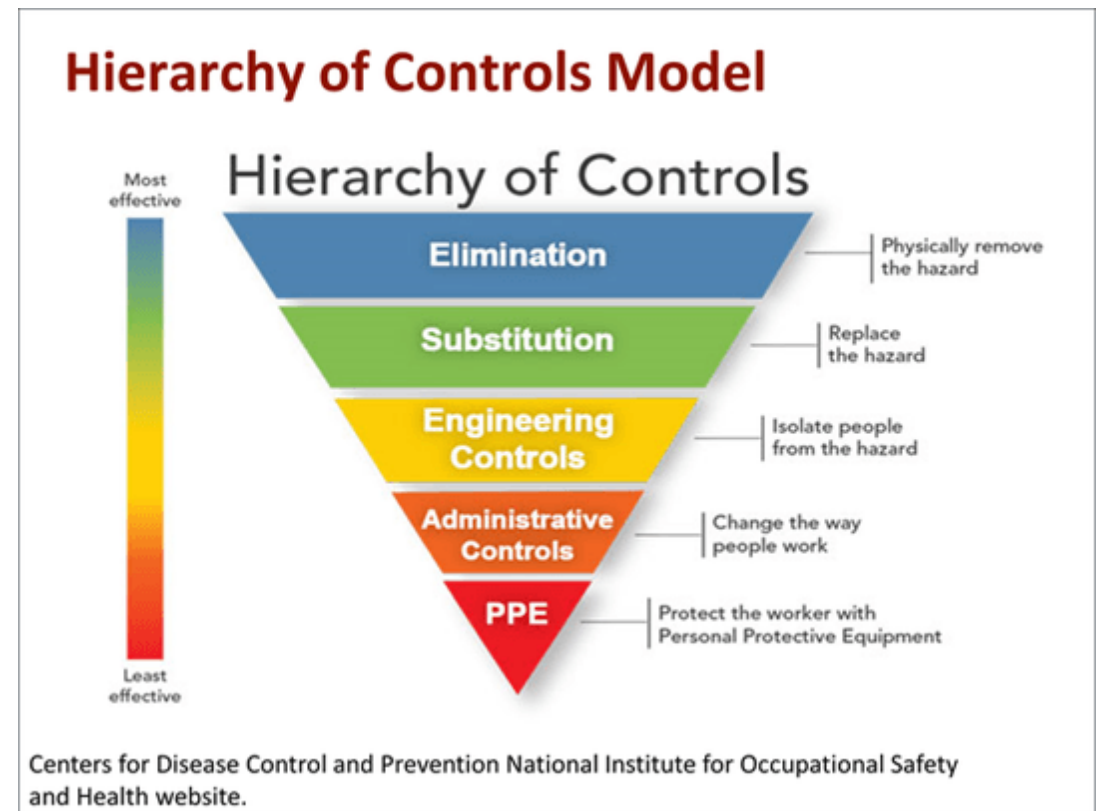 Hierarchy of Controls Model
Hierarchy of Controls
Most
effective
Elimination
Physically remove
the hazard
Substitution
Replace
the hazard
Engineering
Controls
Isolate people
from the hazard
Administrative
Controls
Change the way
people work
PPE
Protect the worker with
Personal Protective Equipment
Least
effective
Centers for Disease Control and Prevention National Institute for Occupational Safety
and Health website.